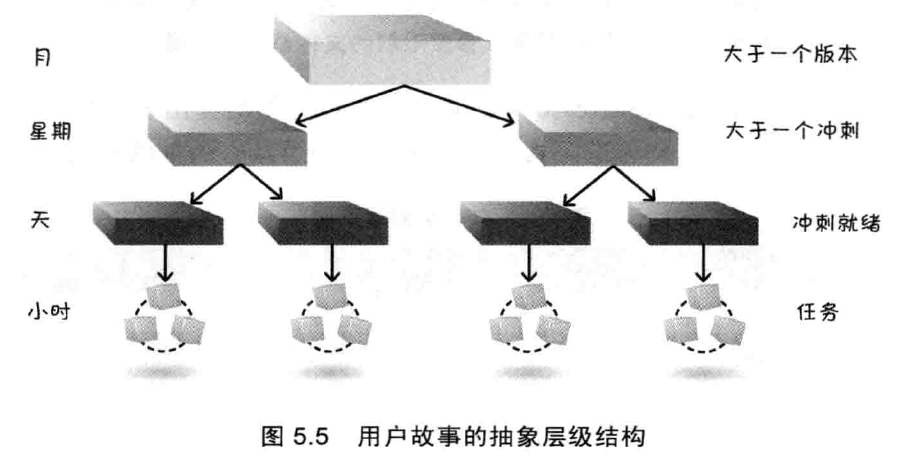 月 大于一个版本
星期 大于一个冲刺
天 冲刺就绪
小时 任务
图 5.5 用户故事的抽象层级结构